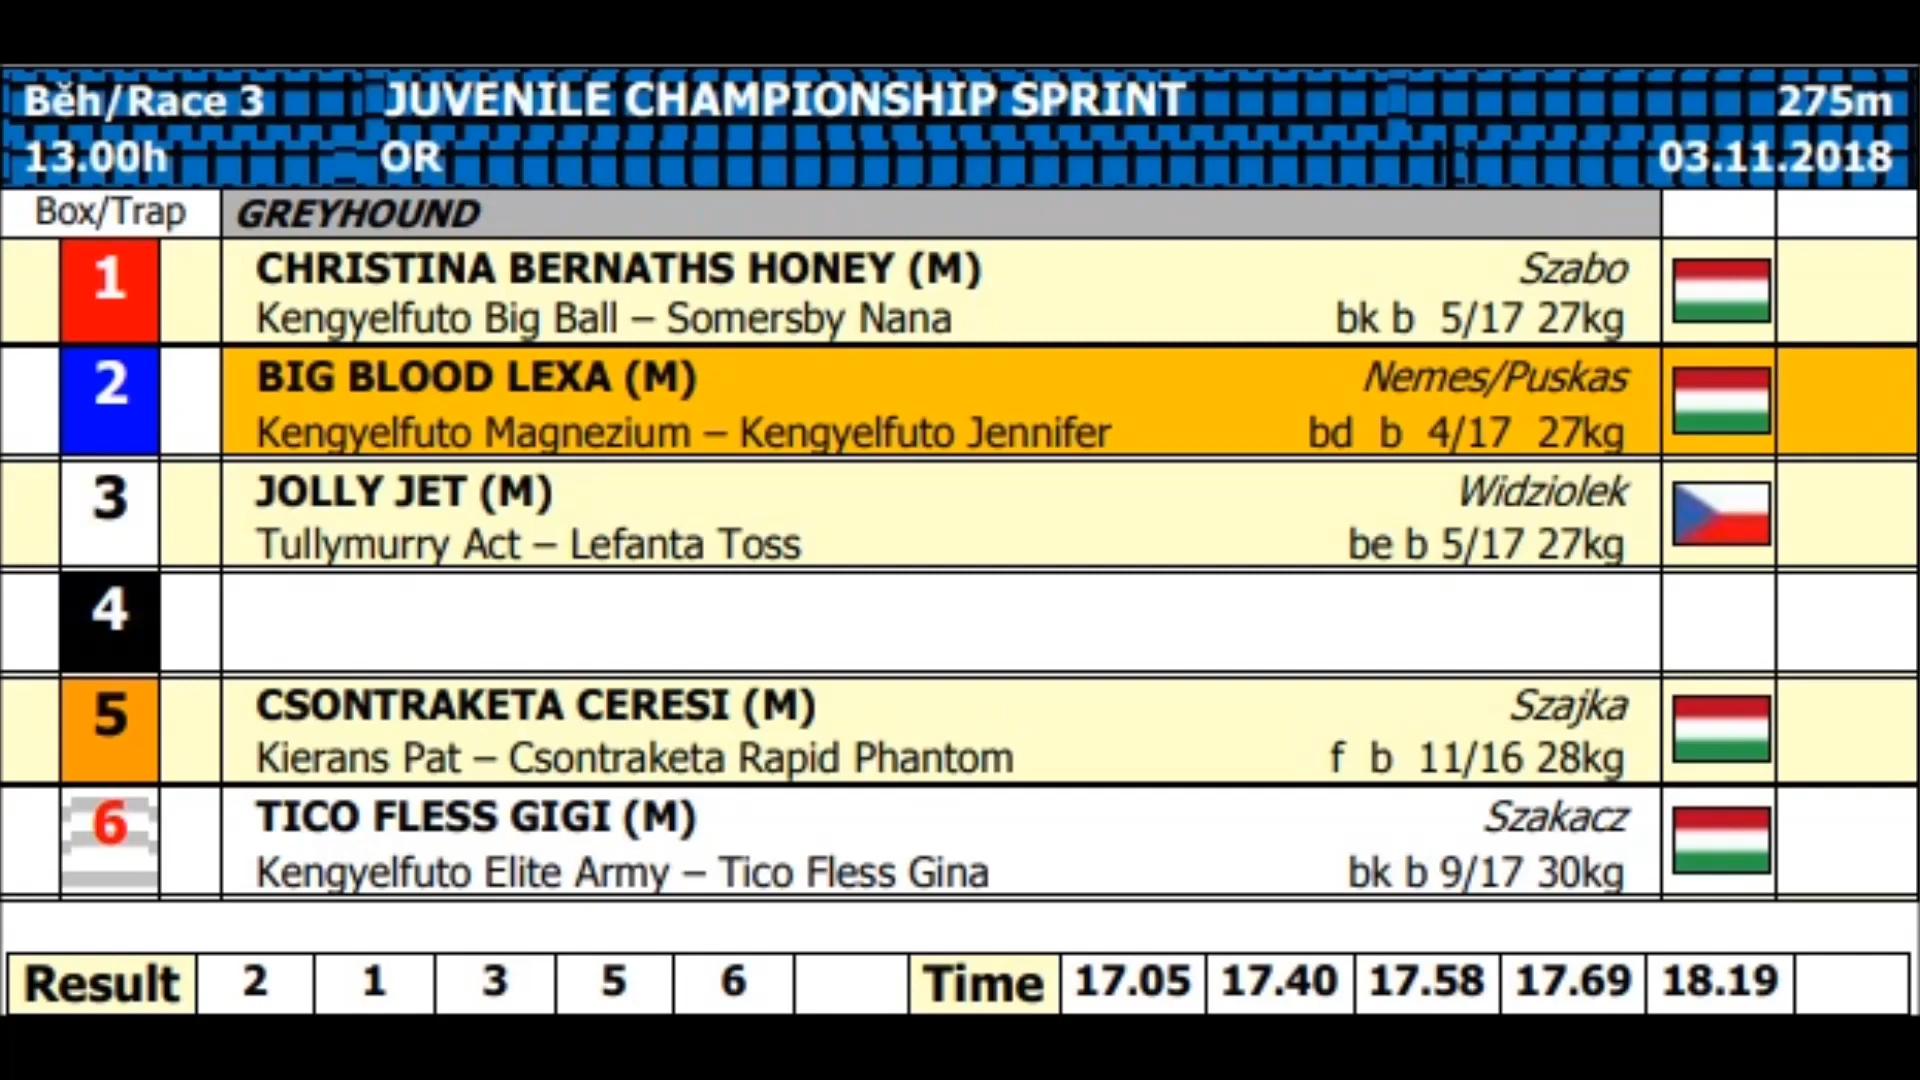 Běh/Race 3 JUVENILE CHAMPIONSHIP SPRINT 275m
13.00h OR 03.11.2018
Box/Trap GREYHOUND
1 CHRISTINA BERNATHS HONEY (M) Szabo
Kengyelfuto Big Ball – Somersby Nana bk b 5/17 27kg
2 BIG BLOOD LEXA (M) Nemes/Puskas
Kengyelfuto Magnezium – Kengyelfuto Jennifer bd b 4/17 27kg
3 JOLLY JET (M) Widziolek
Tullymurry Act – Lefanta Toss be b 5/17 27kg
4
5 CSONTRAKETA CERESI (M) Szajka
Kierans Pat – Csontraketa Rapid Phantom f b 11/16 28kg
6 TICO FLESS GIGI (M) Szakacz
Kengyelfuto Elite Army – Tico Fless Gina bk b 9/17 30kg
Result 2 1 3 5 6 Time 17.05 17.40 17.58 17.69 18.19